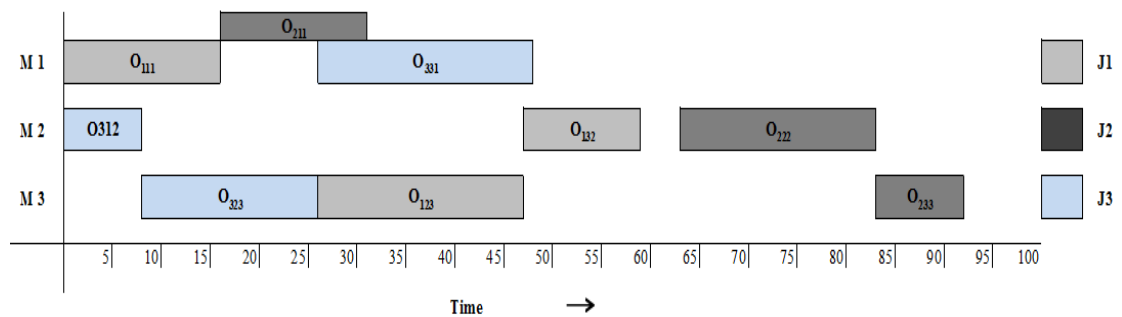 O₂₁₁
M 1 O₁₁₁ O₃₃₁ J1
M 2 O312 O₁₃₂ O₂₂₂ J2
M 3 O₃₂₃ O₁₂₃ O₂₃₃ J3
5 10 15 20 25 30 35 40 45 50 55 60 65 70 75 80 85 90 95 100
Time →